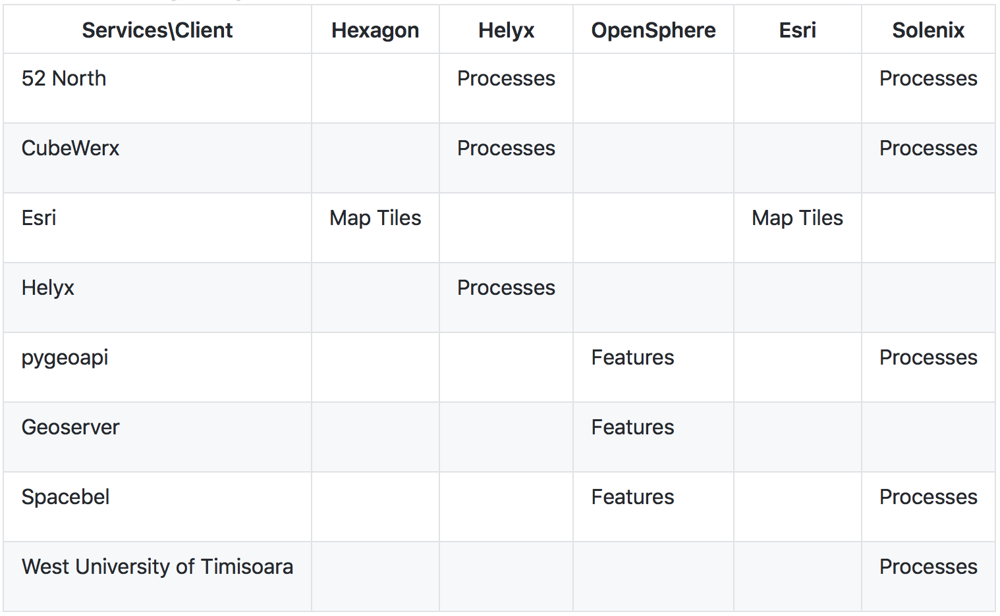 Services\Client Hexagon Helyx OpenSphere Esri Solenix
52 North Processes Processes
CubeWerx Processes Processes
Esri Map Tiles Map Tiles
Helyx Processes
pygeoapi Features Processes
Geoserver Features
Spacebel Features Processes
West University of Timisoara Processes